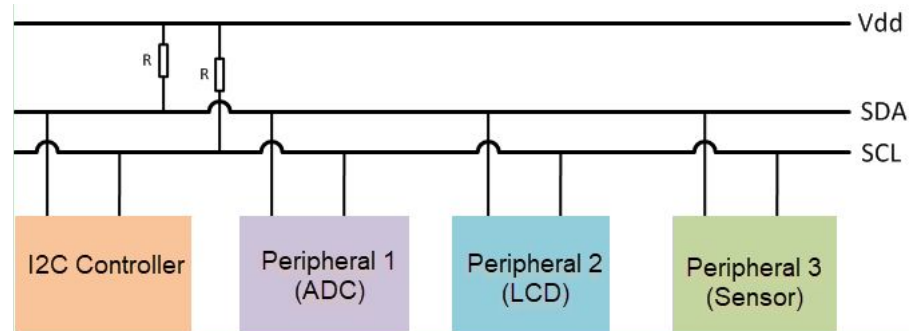 Vdd
R
R
SDA
SCL
I2C Controller
Peripheral 1
(ADC)
Peripheral 2
(LCD)
Peripheral 3
(Sensor)